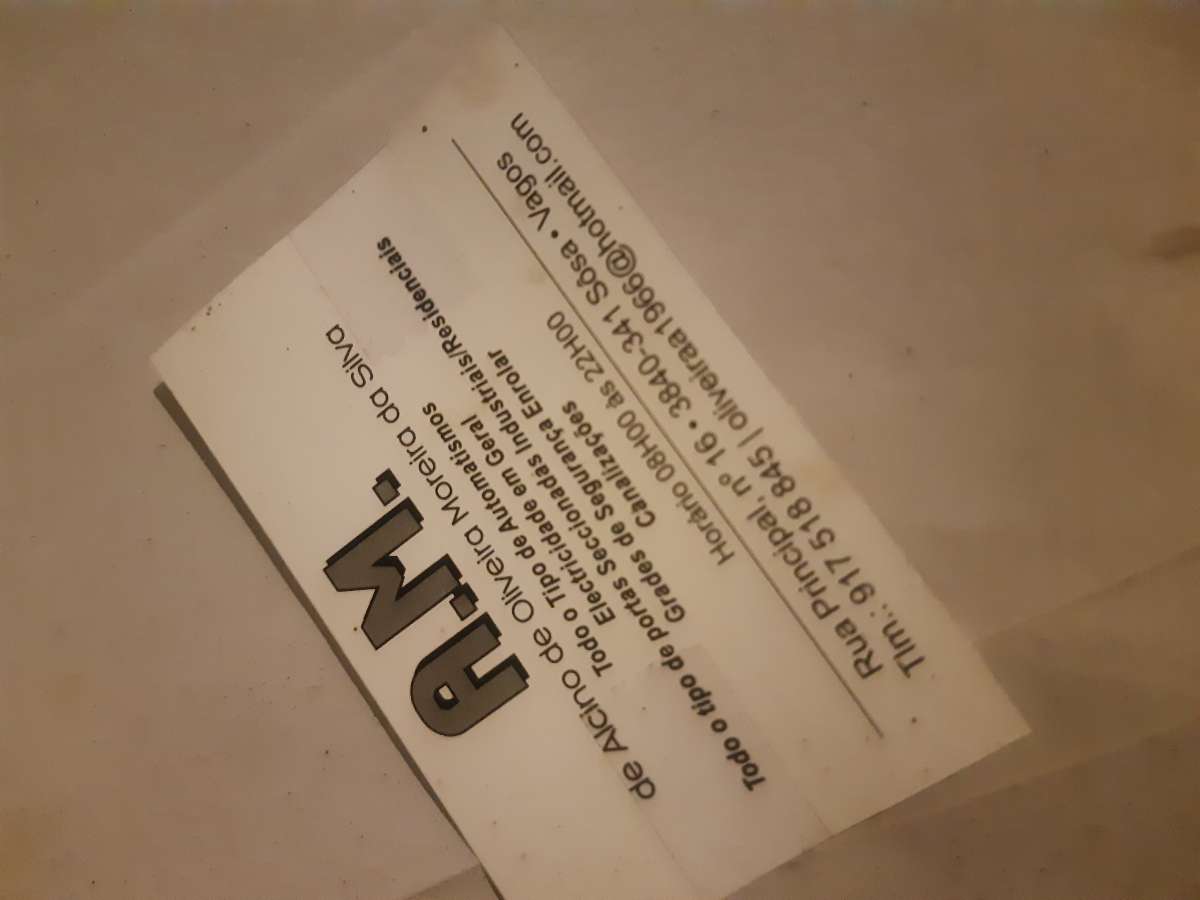 A.M.
de Alcino de Oliveira Moreira da Silva
Todo o Tipo de Automatismos
Electricidade em Geral
Todo o tipo de portas Seccionadas Industriais/Residenciais
Grades de Segurança Enrolar
Canalizações
Horário 08H00 às 22H00
Rua Principal, nº 16 • 3840-341 Sôsa • Vagos
Tlm.: 917 518 845 | oliveiraa1966@hotmail.com